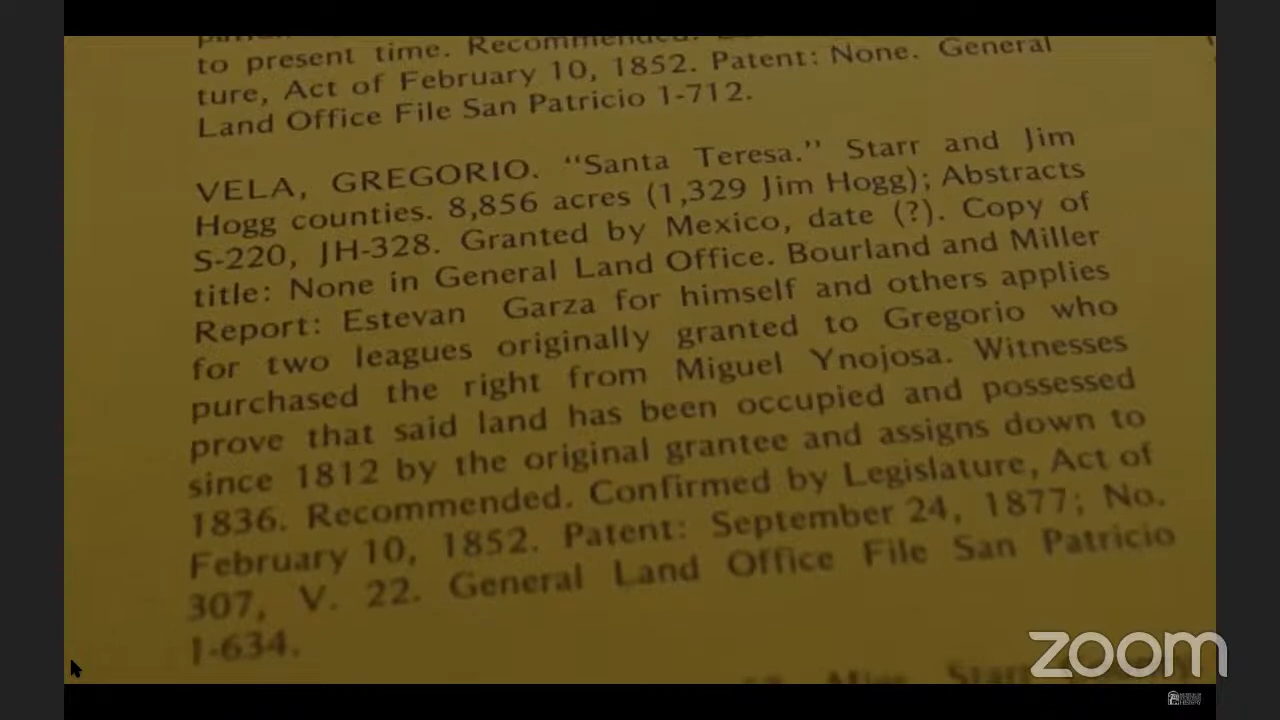 to present time. Recommended.
ture, Act of February 10, 1852. Patent: None. General
Land Office File San Patricio 1-712.
VELA, GREGORIO. “Santa Teresa.” Starr and Jim
Hogg counties. 8,856 acres (1,329 Jim Hogg); Abstracts
S-220, JH-328. Granted by Mexico, date (?). Copy of
title: None in General Land Office. Bourland and Miller
Report: Estevan Garza for himself and others applies
for two leagues originally granted to Gregorio who
purchased the right from Miguel Ynojosa. Witnesses
prove that said land has been occupied and possessed
since 1812 by the original grantee and assigns down to
1836. Recommended. Confirmed by Legislature, Act of
February 10, 1852. Patent: September 24, 1877; No.
307, V. 22. General Land Office File San Patricio
1-634.
zoom